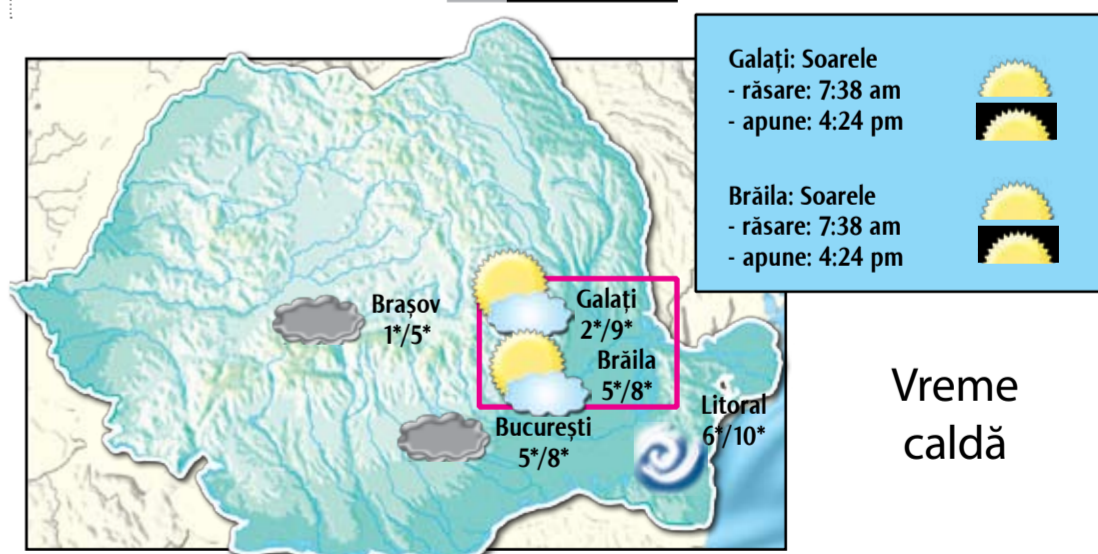 Galați: Soarele
- răsare: 7:38 am
- apune: 4:24 pm
Brăila: Soarele
- răsare: 7:38 am
- apune: 4:24 pm
Brașov
1*/5*
Galați
2*/9*
Brăila
5*/8*
București
5*/8*
Litoral
6*/10*
Vreme
caldă